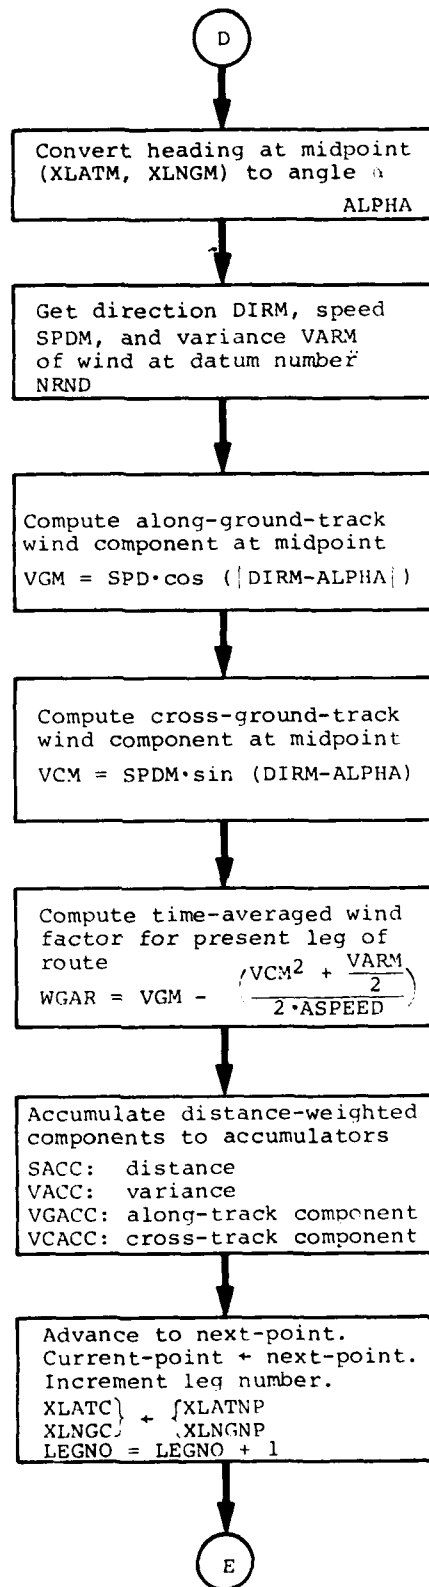 D
Convert heading at midpoint
(XLATM, XLNGM) to angle
ALPHA
Get direction DIRM, speed
SPDM, and variance VARM
of wind at datum number
NRND
Compute along-ground-track
wind component at midpoint
VGM = SPD·cos (|DIRM-ALPHA|)
Compute cross-ground-track
wind component at midpoint
VCM = SPDM·sin (DIRM-ALPHA)
Compute time-averaged wind
factor for present leg of
route
WGAR = VGM - ((VCM² + VARM/2)/(2·ASPEED))
Accumulate distance-weighted
components to accumulators
SACC: distance
VACC: variance
VGACC: along-track component
VCACC: cross-track component
Advance to next-point.
Current-point ← next-point.
Increment leg number.
XLATC} ← {XLATNP
XLNGC} {XLNGNP
LEGNO = LEGNO + 1
E